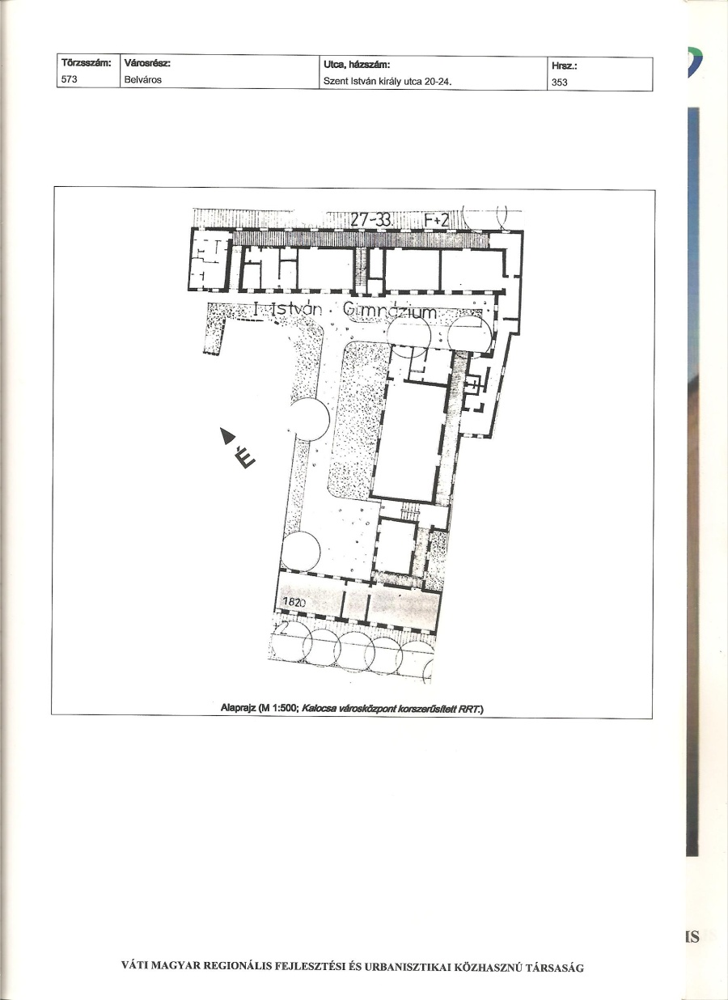 Törzsszám: Városrész: Utca, házszám: Hrsz.:
573 Belváros Szent István király utca 20-24. 353
27-33 F+2
I István Gimnázium
É
1820
+2
Alaprajz (M 1:500; Kalocsa városközpont korszerűsített RRT.)
IS
VÁTI MAGYAR REGIONÁLIS FEJLESZTÉSI ÉS URBANISZTIKAI KÖZHASZNÚ TÁRSASÁG